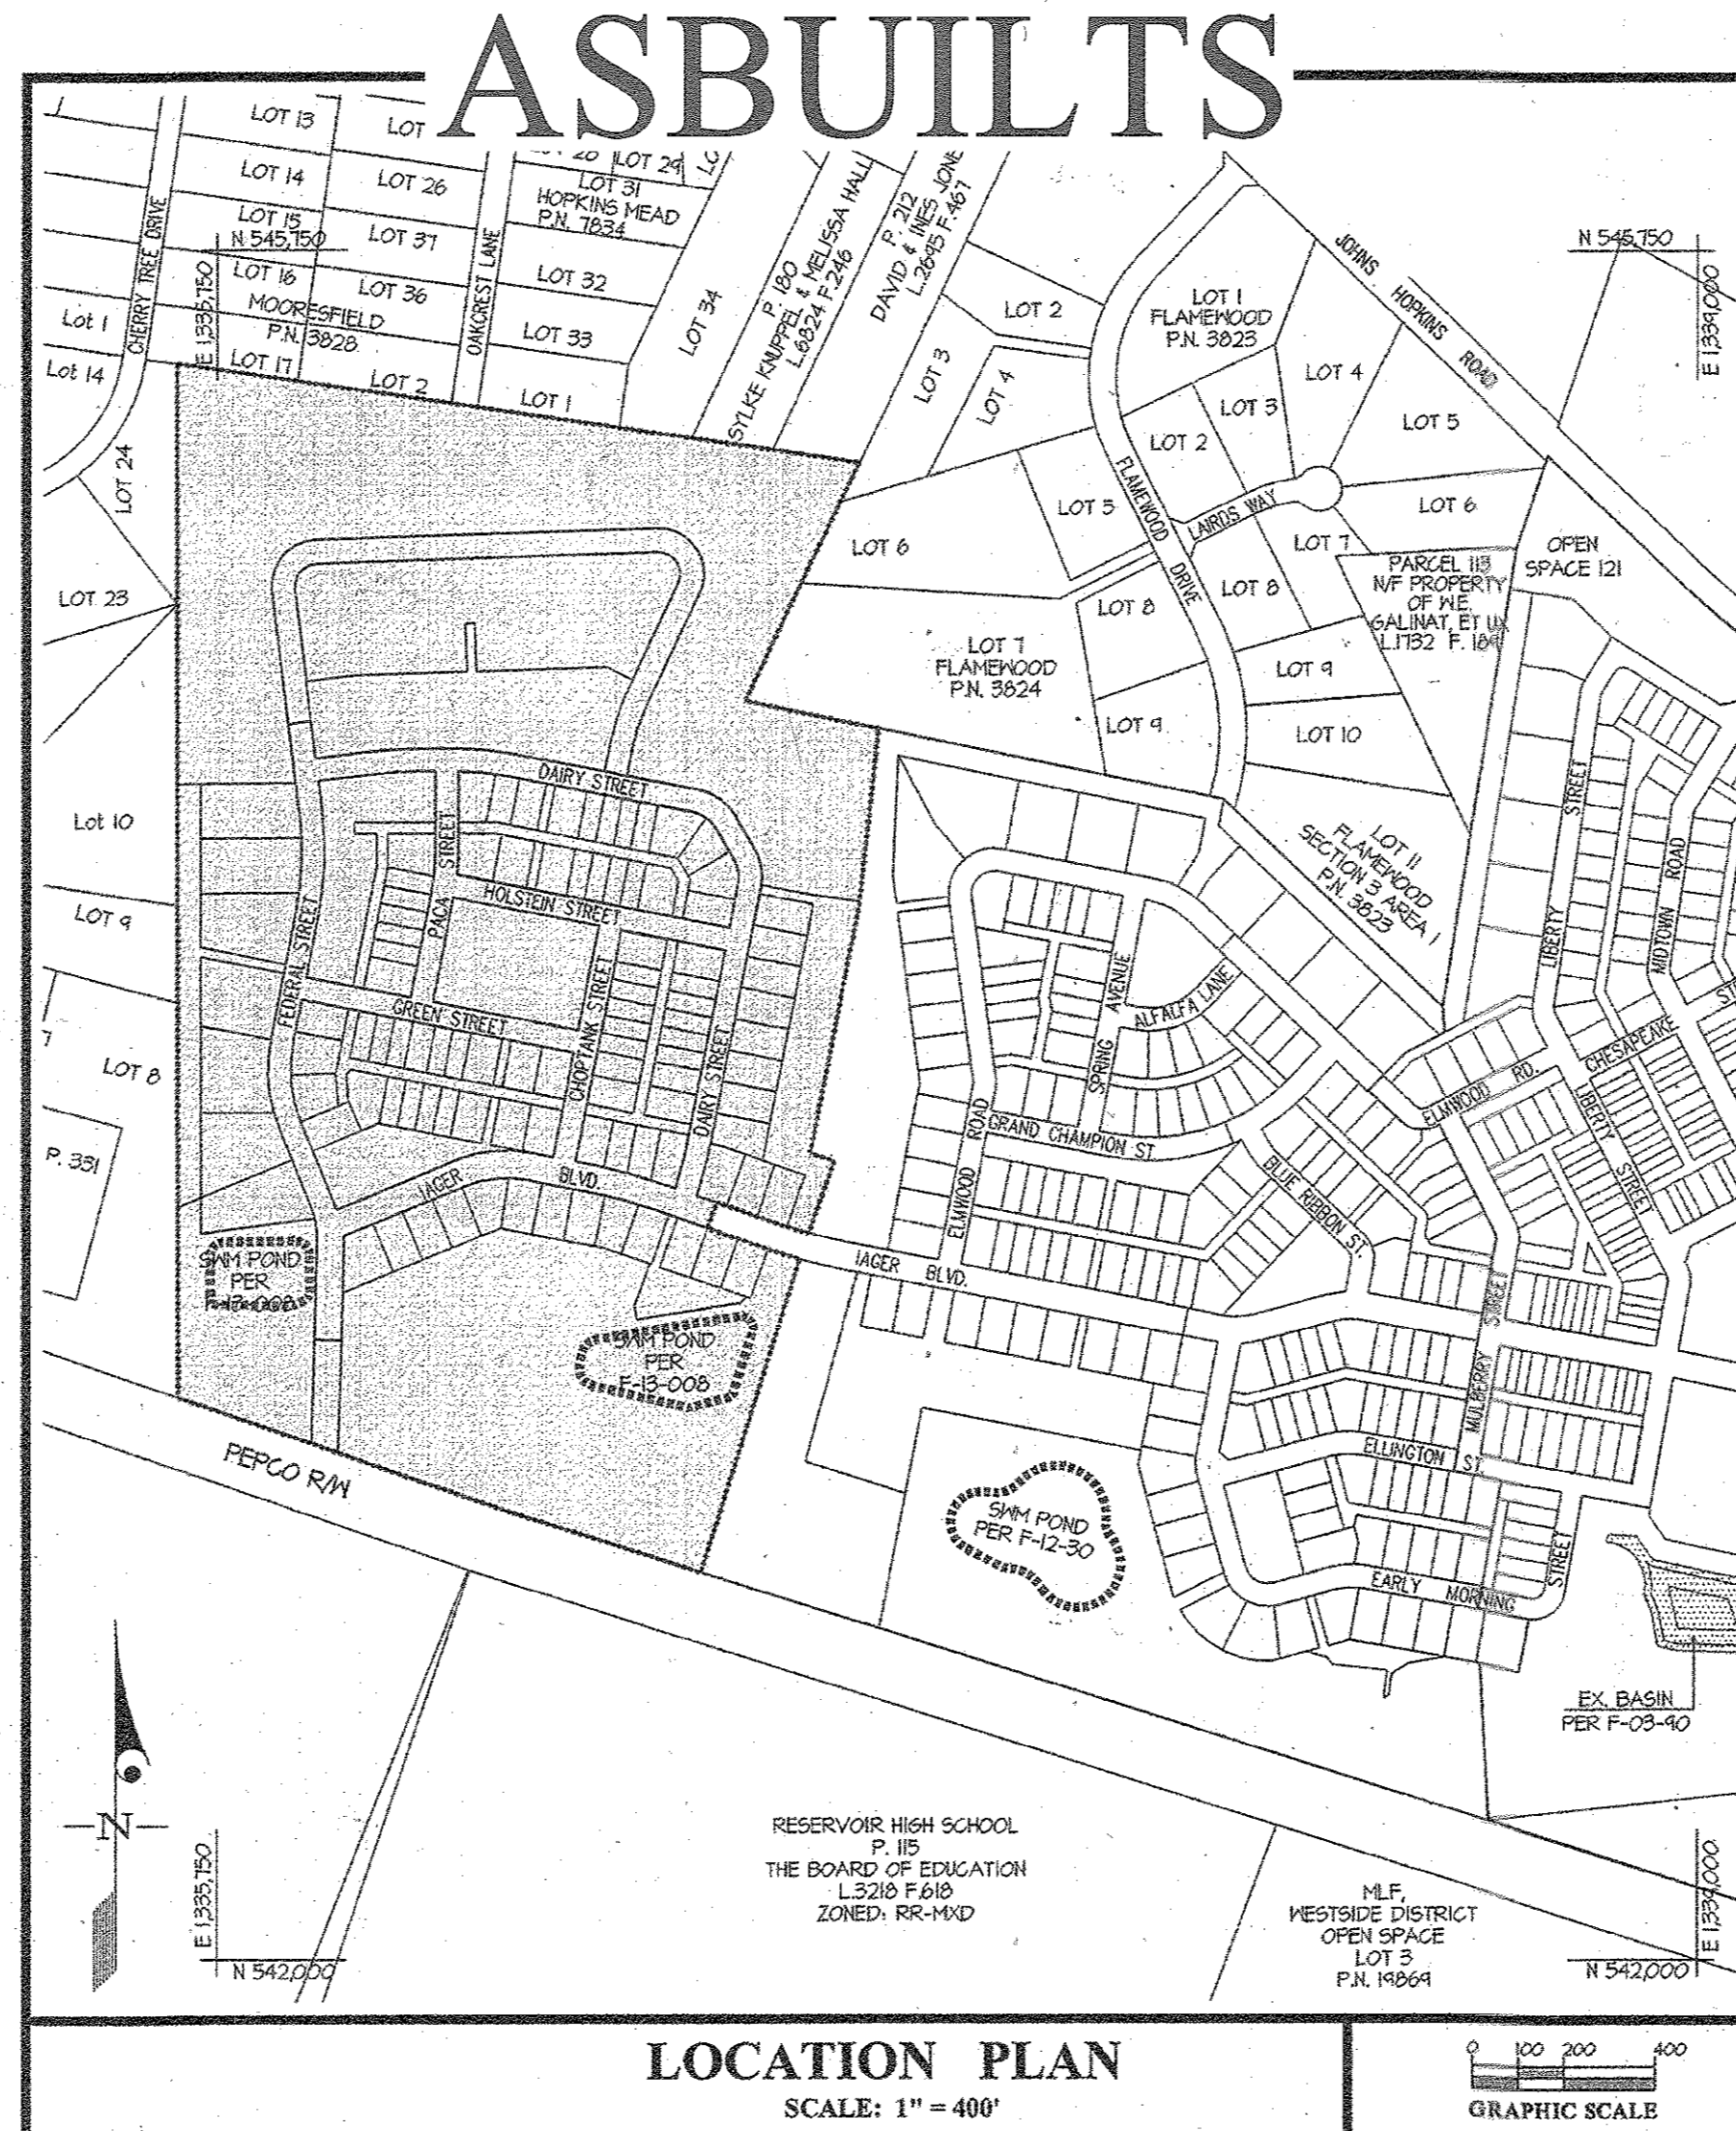 ASBUILTS
LOT 13
LOT
LOT 14
LOT 26
LOT 29
LOT 31
HOPKINS MEAD
P.N. 7834
LOT 15
N 545,750
LOT 37
LOT 16
MOORESFIELD
P.N. 3828
LOT 36
LOT 32
LOT 33
LOT 34
LOT 17
LOT 2
LOT 1
Lot 1
Lot 14
CHERRY TREE DRIVE
E 1,335,750
OAKCREST LANE
P. 180
SYLKE KNUPPEL & MELISSA HALL
L.6824 F.246
P. 212
DAVID & INES JONE
L.2695 F.467
LOT 2
LOT 3
LOT 4
LOT 5
LOT 6
LOT 7
FLAMEWOOD
P.N. 3824
LOT 8
LOT 9
FLAMEWOOD DRIVE
LOT 1
FLAMEWOOD
P.N. 3823
LOT 2
LOT 3
LOT 4
LOT 5
LOT 6
LOT 7
LOT 8
LOT 9
LOT 10
LAIRDS WAY
JOHNS HOPKINS ROAD
N 545,750
E 1,339,000
PARCEL 113
N/F PROPERTY
OF W.E.
GALINAT, ET UX
L.1732 F.
OPEN
SPACE 121
LOT 11
FLAMEWOOD
SECTION 3 AREA 1
P.N. 3823
LOT 24
LOT 23
Lot 10
LOT 9
LOT 8
P. 331
DAIRY STREET
PACA STREET
HOLSTEIN STREET
FEDERAL STREET
GREEN STREET
CHOPTANK STREET
DAIRY STREET
IAGER BLVD.
SWM POND
PER
SWM POND
PER
F-13-008
PEPCO R/W
SPRING AVENUE
ALFALFA LANE
GRAND CHAMPION ST
ELMWOOD ROAD
BLUE RIBBON ST.
IAGER BLVD.
ELMWOOD RD.
CHESAPEAKE
LIBERTY STREET
MIDTOWN ROAD
LIBERTY STREET
MULBERRY STREET
ELLINGTON ST.
EARLY MORNING STREET
SWM POND
PER F-12-30
EX. BASIN
PER F-03-90
N
E 1,335,750
N 542,000
RESERVOIR HIGH SCHOOL
P. 115
THE BOARD OF EDUCATION
L.3218 F.618
ZONED: RR-MXD
MLF,
WESTSIDE DISTRICT
OPEN SPACE
LOT 3
P.N. 19869
E 1,339,000
N 542,000
LOCATION PLAN
SCALE: 1" = 400'
0 100 200 400
GRAPHIC SCALE